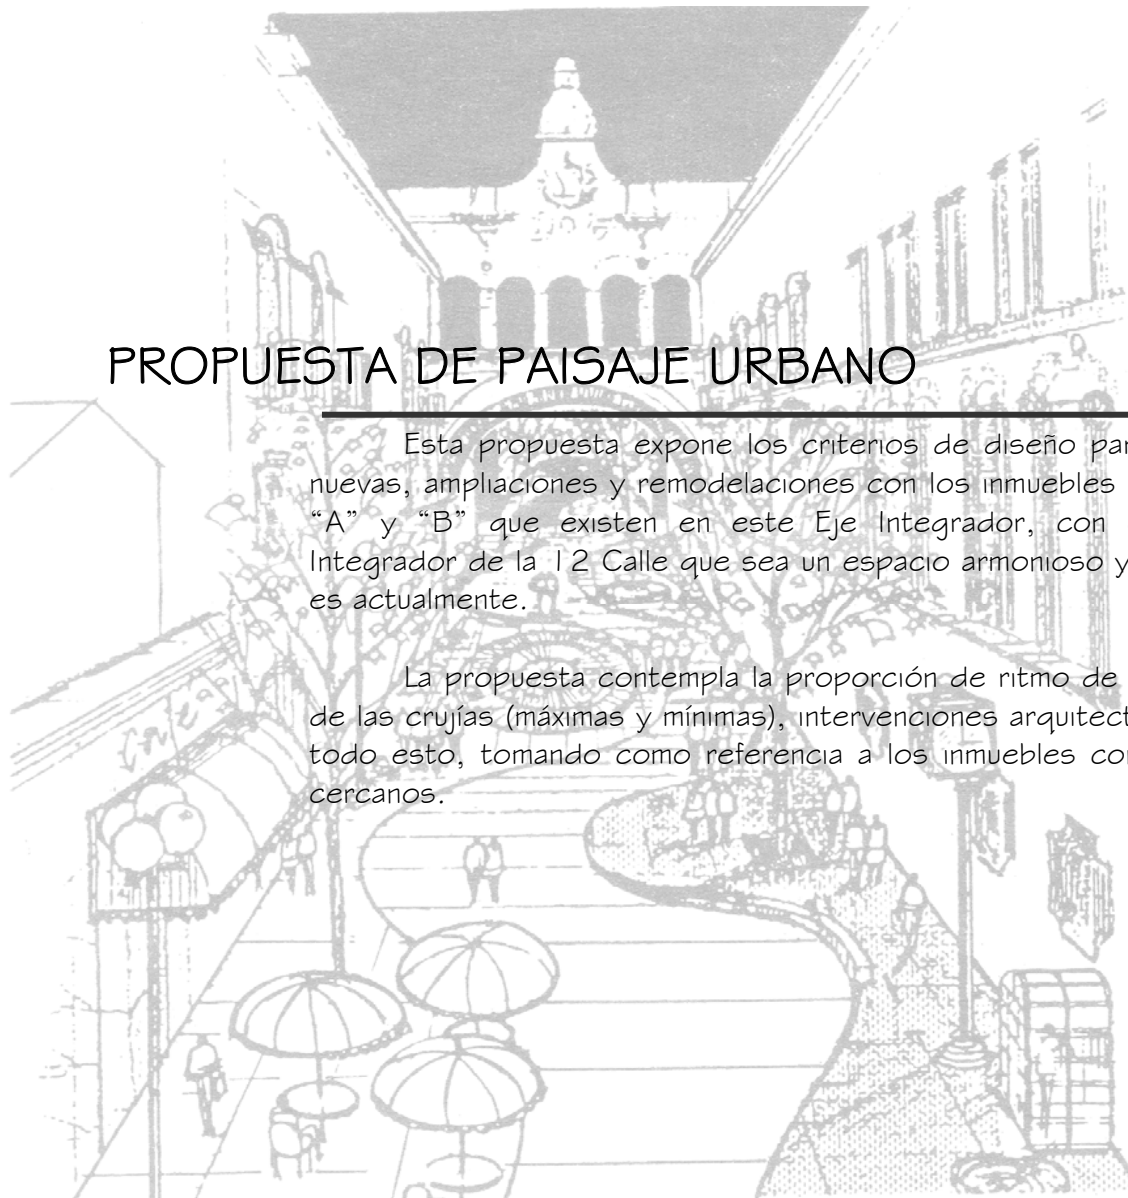 PROPUESTA DE PAISAJE URBANO
Esta propuesta expone los criterios de diseño
nuevas, ampliaciones y remodelaciones con los inmuebles
“A” y “B” que existen en este Eje Integrador, con
Integrador de la 12 Calle que sea un espacio armonioso y
es actualmente.
La propuesta contempla la proporción de ritmo de
de las crujías (máximas y mínimas), intervenciones
todo esto, tomando como referencia a los inmuebles
cercanos.